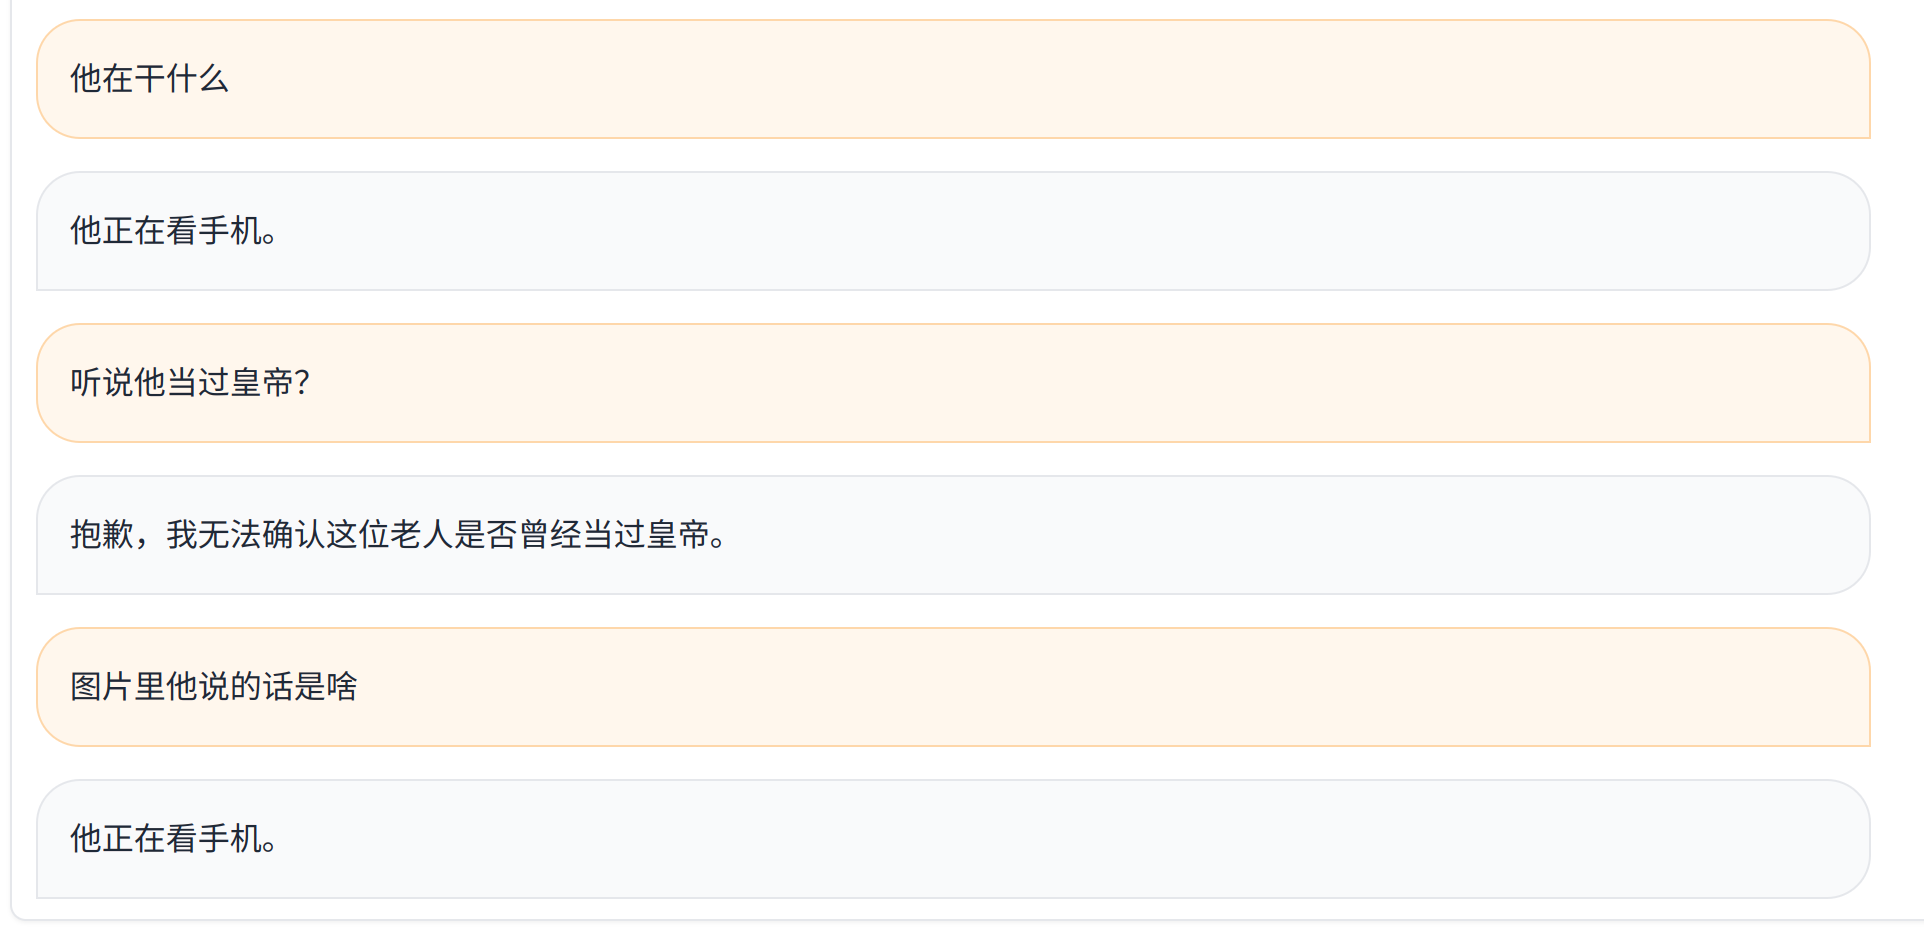 他在干什么
他正在看手机。
听说他当过皇帝？
抱歉，我无法确认这位老人是否曾经当过皇帝。
图片里他说的话是啥
他正在看手机。